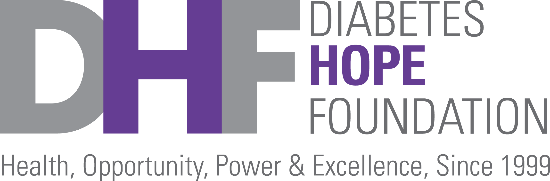 DHF
DIABETES
HOPE
FOUNDATION
Health, Opportunity, Power & Excellence, Since 1999